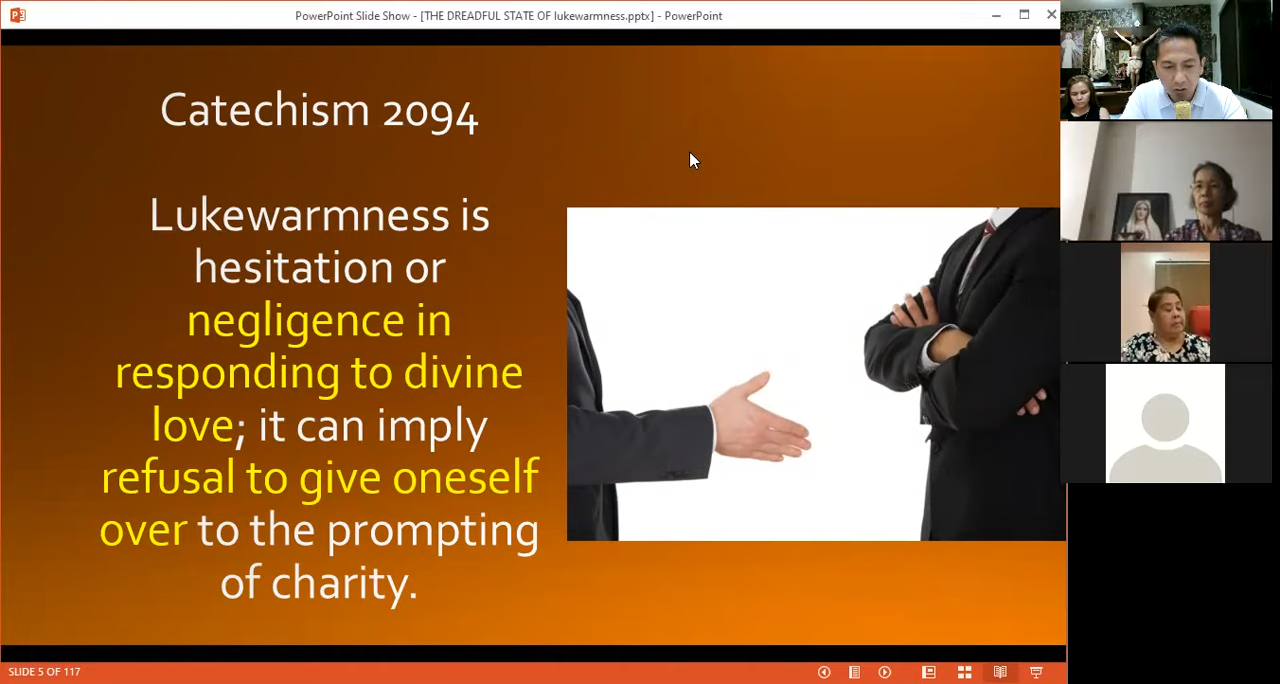 PowerPoint Slide Show - [THE DREADFUL STATE OF lukewarmness.pptx] - PowerPoint
Catechism 2094
Lukewarmness is
hesitation or
negligence in
responding to divine
love; it can imply
refusal to give oneself
over to the prompting
of charity.
SLIDE 5 OF 117